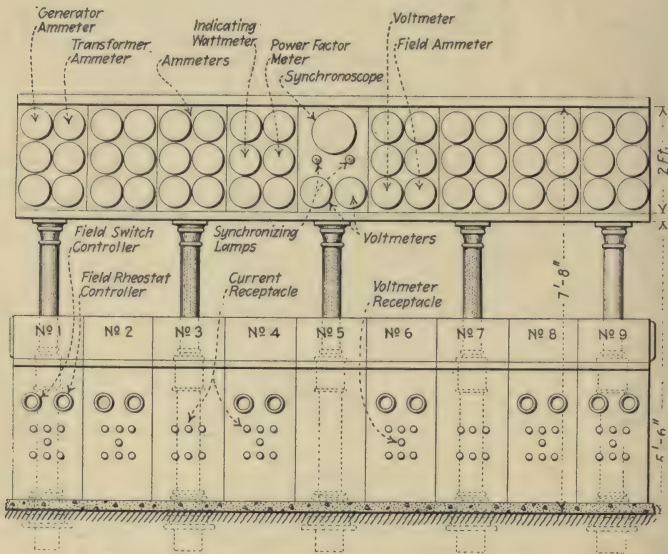 Generator
Ammeter
Transformer
Ammeter
Ammeters
Indicating
Wattmeter
Power Factor
Meter
Synchronoscope
Voltmeter
Field Ammeter
2 Ft.
Field Switch
Controller
Field Rheostat
Controller
Synchronizing
Lamps
Current
Receptacle
Voltmeters
Voltmeter
Receptacle
7'-8"
Nº 1 Nº 2 Nº 3 Nº 4 Nº 5 Nº 6 Nº 7 Nº 8 Nº 9